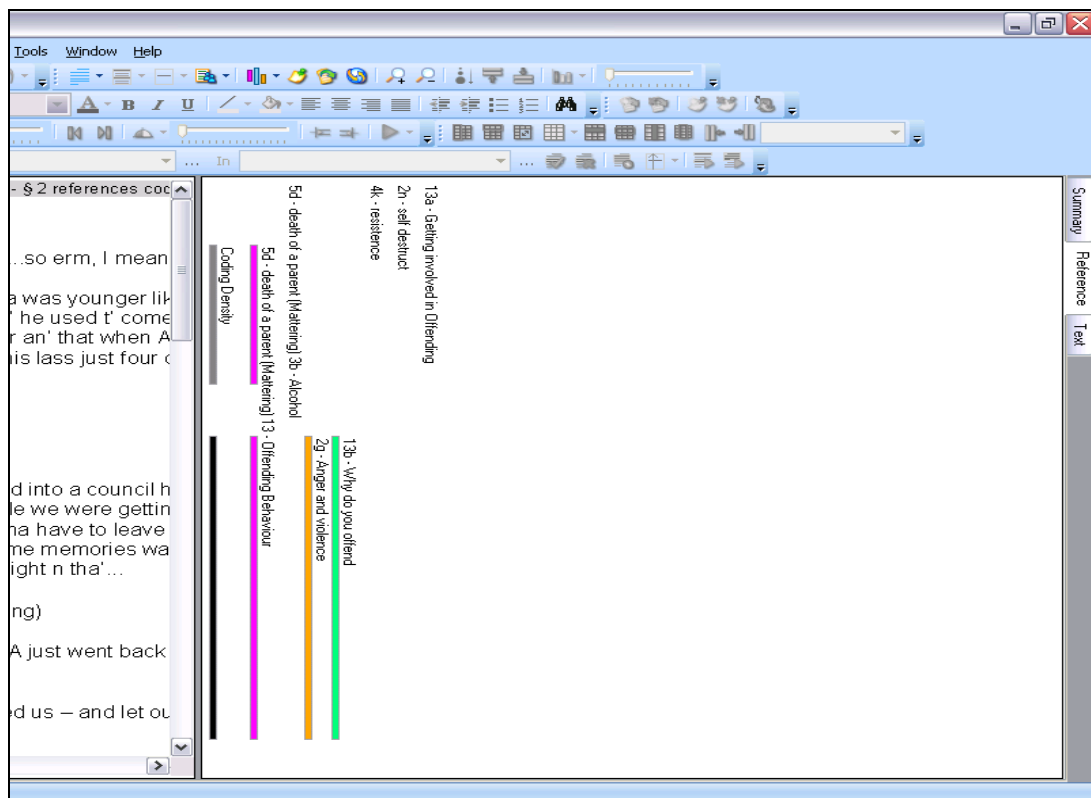 Tools Window Help
In
- § 2 references coc
...so erm, I mean
a was younger lik
' he used t' come
r an' that when A
is lass just four
d into a council h
le we were gettin
na have to leave
me memories wa
ight n tha'...
ng)
A just went back
ed us – and let ou
Coding Density
5d - death of a parent (Mattering) 13 - Offending Behaviour
5d - death of a parent (Mattering) 3b - Alcohol
2g - Anger and violence
13b - Why do you offend
4k - resistence
2n - self destruct
13a - Getting involved in Offending
Summary
Reference
Text